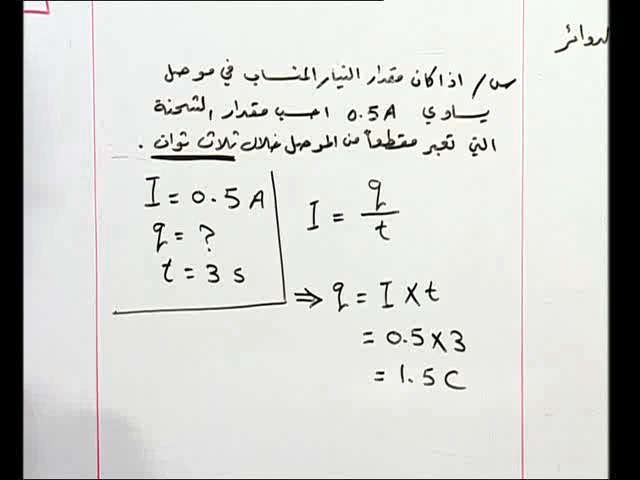 الدوائر
س/ اذا كان مقدار التيار المنساب في موصل
يساوي 0.5 A احسب مقدار الشحنة
التي تعبر مقطعاً من الموصل خلال ثلاث ثوان .
I = 0.5 A
q = ?
t = 3 s
I = q/t
⇒ q = I × t
= 0.5 × 3
= 1.5 C